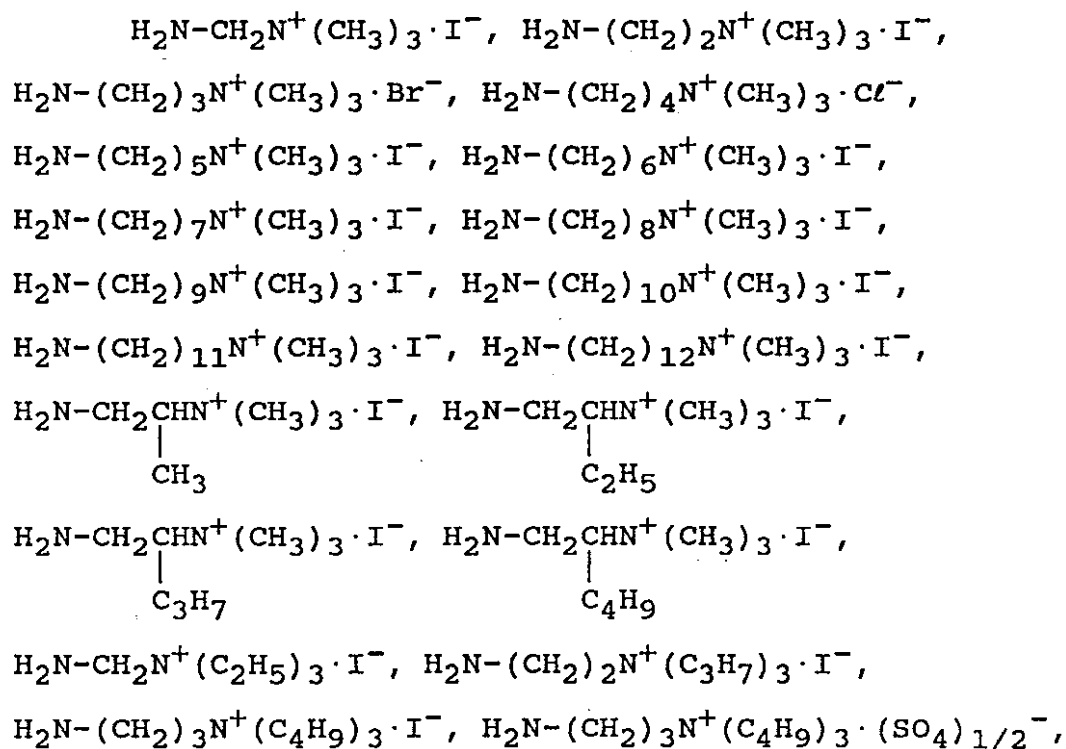 H₂N-CH₂N⁺(CH₃)₃·I⁻, H₂N-(CH₂)₂N⁺(CH₃)₃·I⁻,
H₂N-(CH₂)₃N⁺(CH₃)₃·Br⁻, H₂N-(CH₂)₄N⁺(CH₃)₃·Cℓ⁻,
H₂N-(CH₂)₅N⁺(CH₃)₃·I⁻, H₂N-(CH₂)₆N⁺(CH₃)₃·I⁻,
H₂N-(CH₂)₇N⁺(CH₃)₃·I⁻, H₂N-(CH₂)₈N⁺(CH₃)₃·I⁻,
H₂N-(CH₂)₉N⁺(CH₃)₃·I⁻, H₂N-(CH₂)₁₀N⁺(CH₃)₃·I⁻,
H₂N-(CH₂)₁₁N⁺(CH₃)₃·I⁻, H₂N-(CH₂)₁₂N⁺(CH₃)₃·I⁻,
H₂N-CH₂CHN⁺(CH₃)₃·I⁻, H₂N-CH₂CHN⁺(CH₃)₃·I⁻,
CH₃ C₂H₅
H₂N-CH₂CHN⁺(CH₃)₃·I⁻, H₂N-CH₂CHN⁺(CH₃)₃·I⁻,
C₃H₇ C₄H₉
H₂N-CH₂N⁺(C₂H₅)₃·I⁻, H₂N-(CH₂)₂N⁺(C₃H₇)₃·I⁻,
H₂N-(CH₂)₃N⁺(C₄H₉)₃·I⁻, H₂N-(CH₂)₃N⁺(C₄H₉)₃·(SO₄)₁/₂⁻,